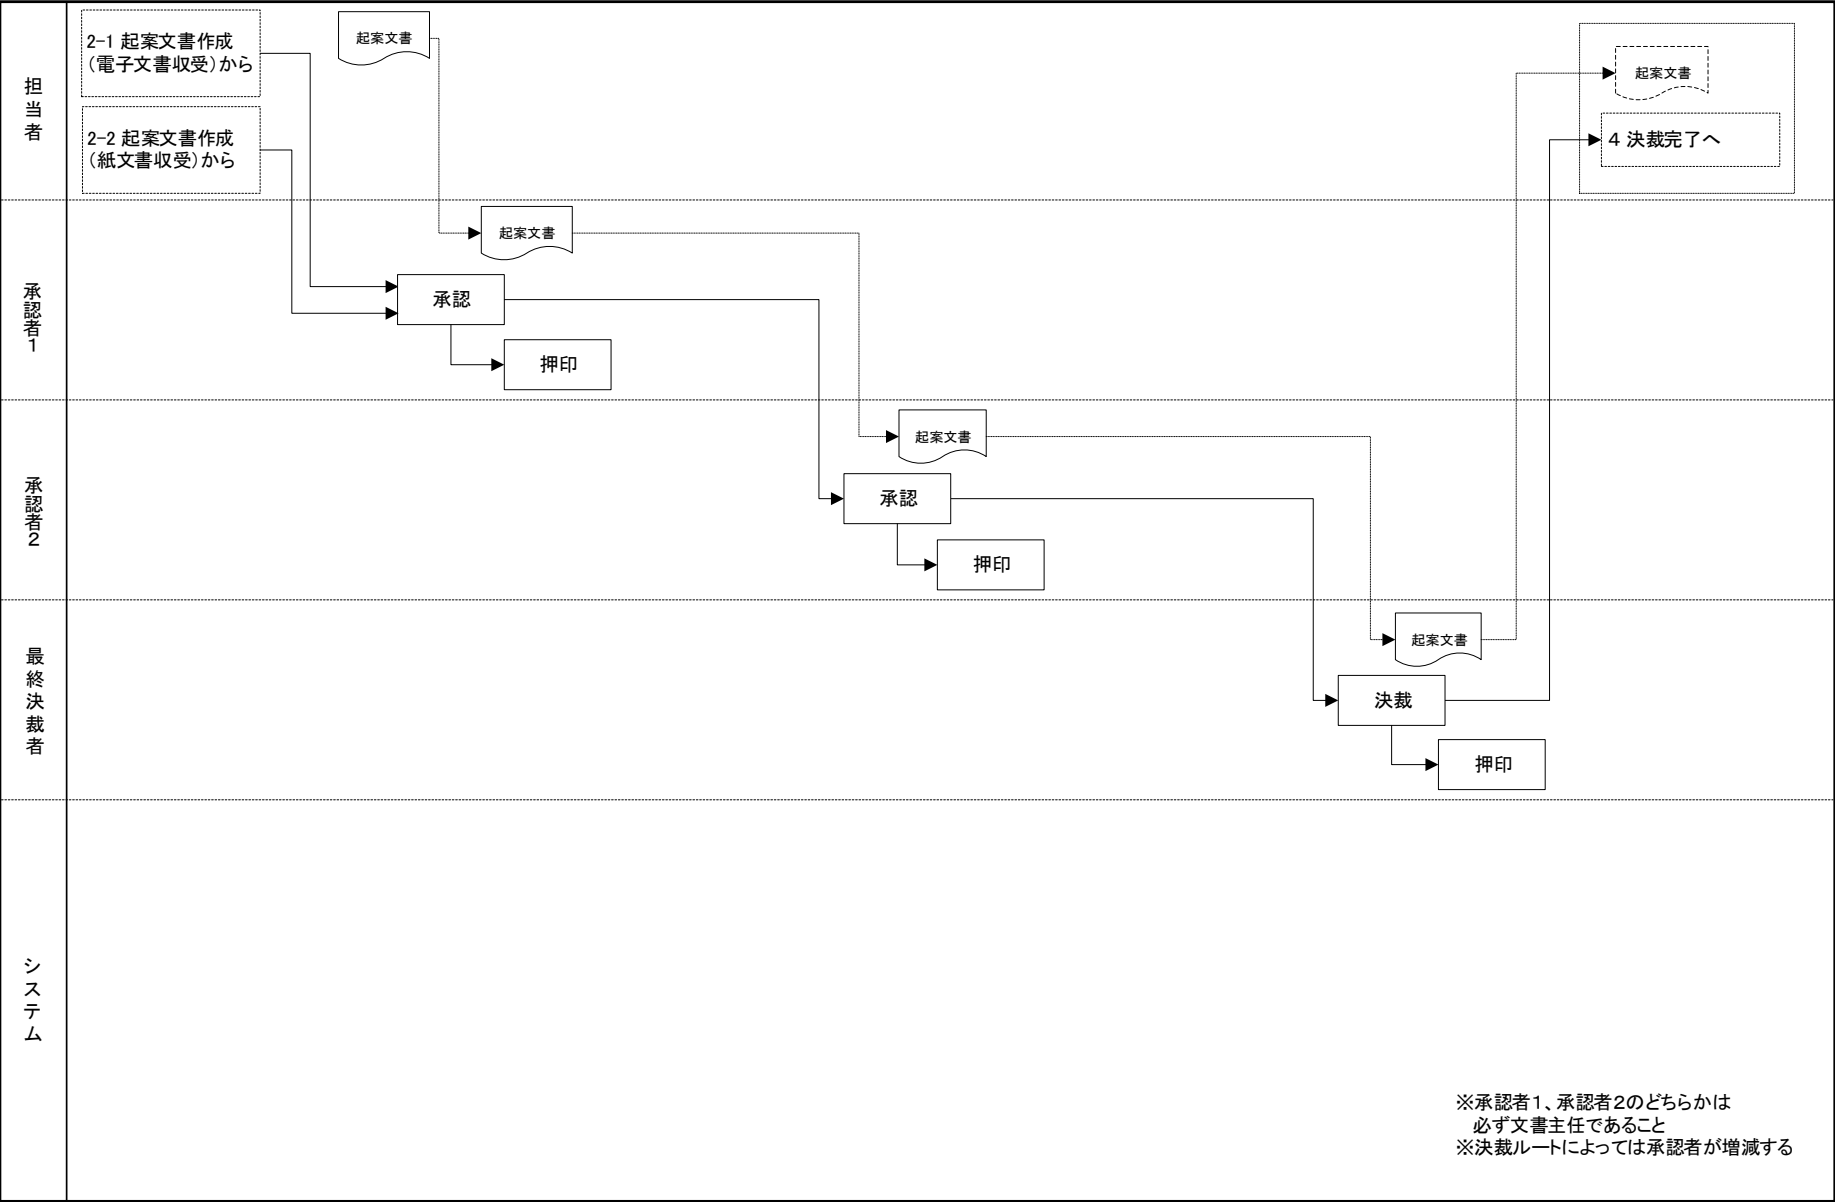 担当者
2-1 起案文書作成
（電子文書収受）から
2-2 起案文書作成
（紙文書収受）から
起案文書
起案文書
4 決裁完了へ
承認者1
起案文書
承認
押印
承認者2
起案文書
承認
押印
最終決裁者
起案文書
決裁
押印
システム
※承認者1、承認者2のどちらかは
必ず文書主任であること
※決裁ルートによっては承認者が増減する